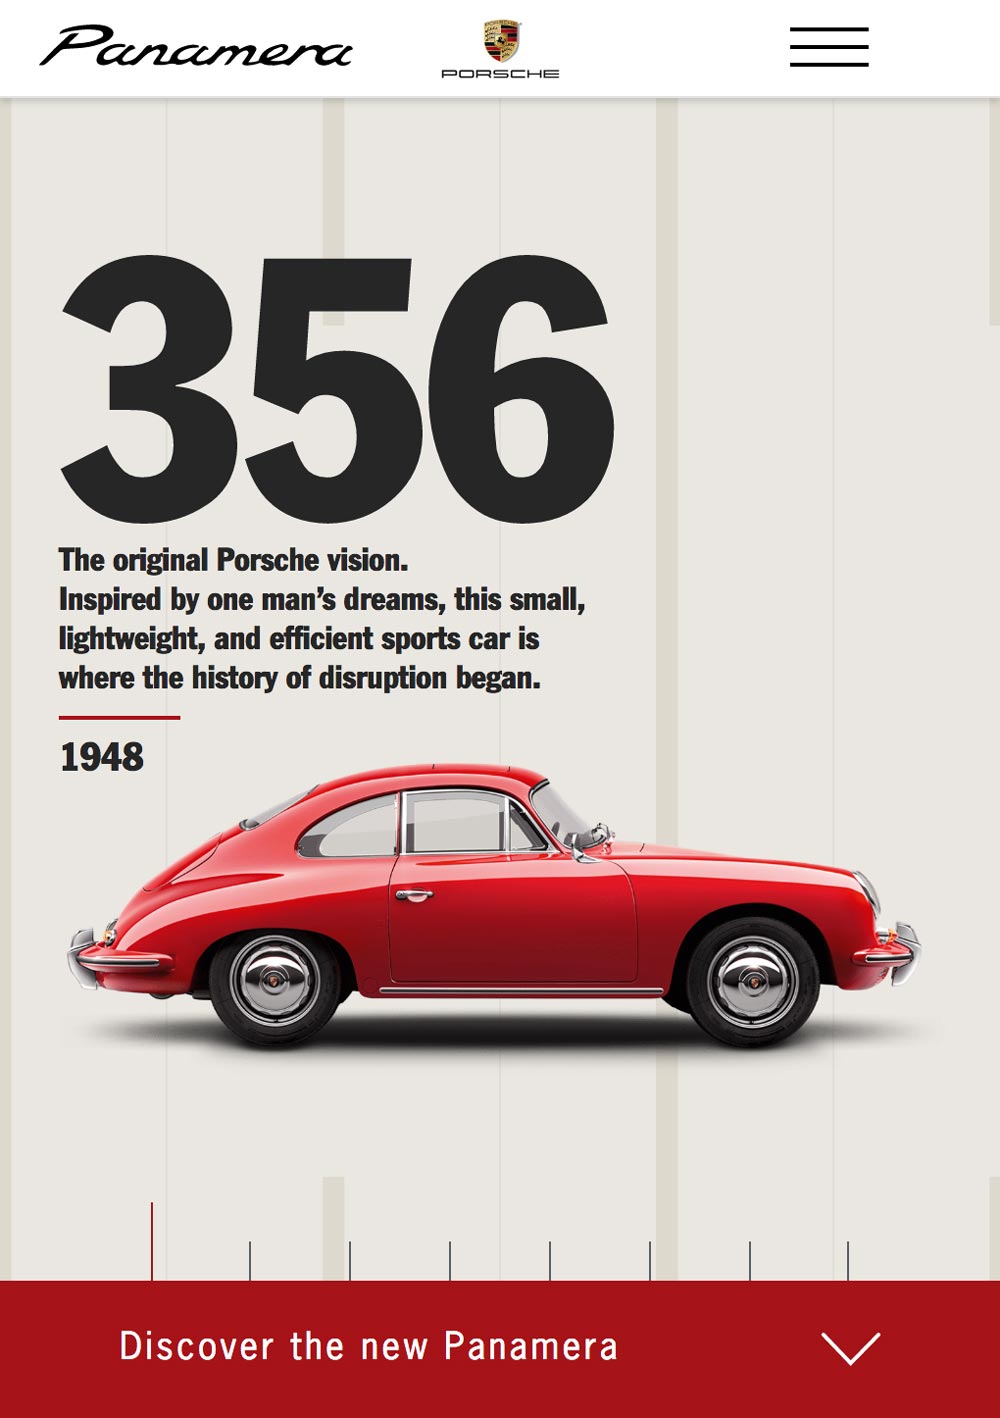 Panamera
PORSCHE
356
The original Porsche vision.
Inspired by one man’s dreams, this small,
lightweight, and efficient sports car is
where the history of disruption began.
1948
Discover the new Panamera